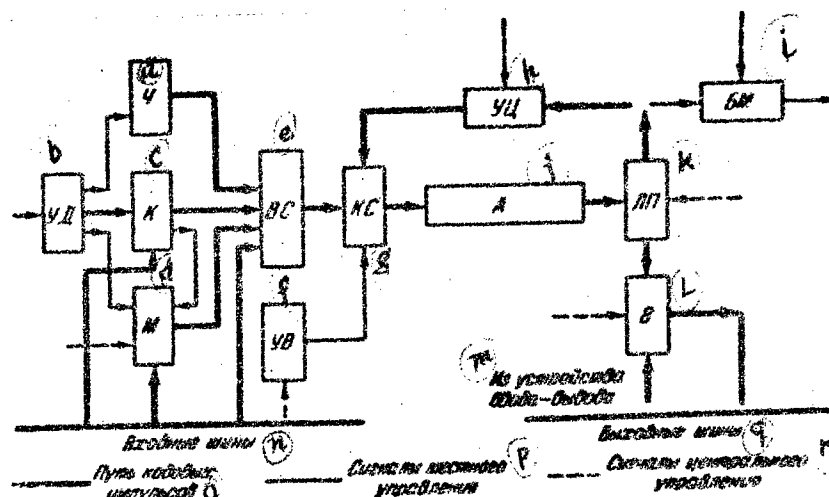 a
h
i
Ч
УЦ
БМ
b
c
e
j
k
УД
К
ВС
КС
Д
ЛП
d
f
g
L
М
УВ
В
m
Из устройства
ввода-вывода
Входные шины n
Выходные шины q
Путь кодовых
импульсов o
Сигналы местного
управления p
Сигналы центрального
управления r